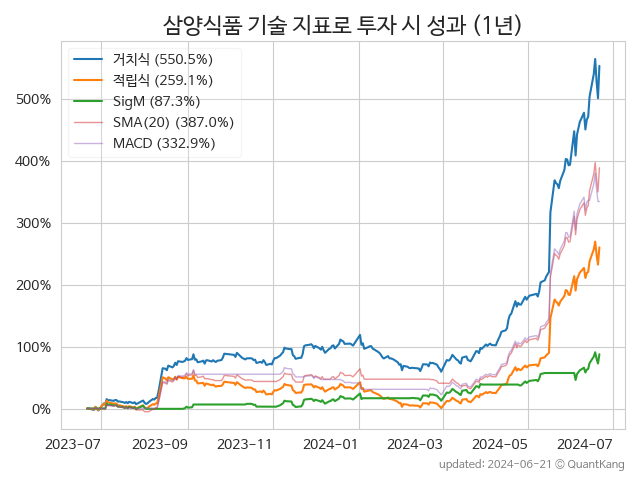 삼양식품 기술 지표로 투자 시 성과 (1년)
거치식 (550.5%)
적립식 (259.1%)
SigM (87.3%)
SMA(20) (387.0%)
MACD (332.9%)
500%
400%
300%
200%
100%
0%
2023-07 2023-09 2023-11 2024-01 2024-03 2024-05 2024-07
updated: 2024-06-21 © QuantKang